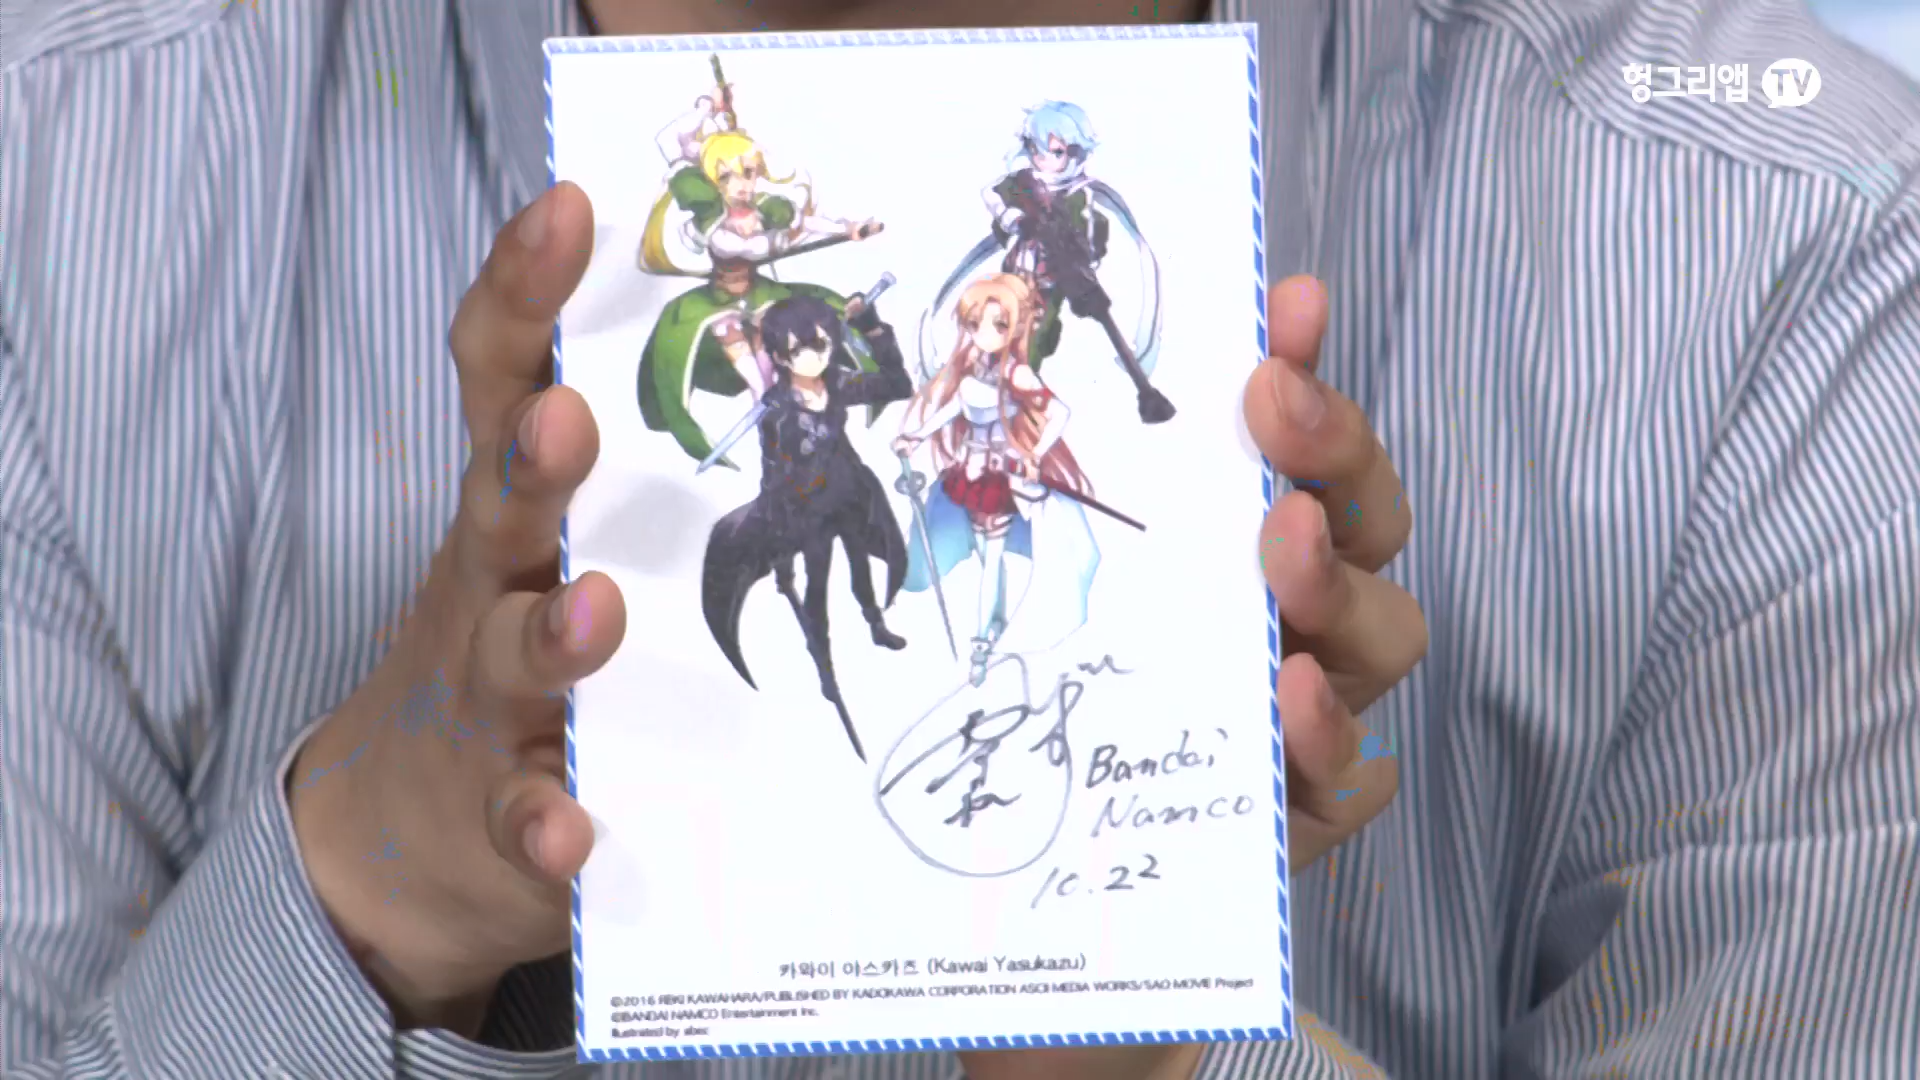 헝그리앱 TV
Bandai
Namco
10.22
카와이 야스카즈 (Kawai Yasukazu)
©2016 REKI KAWAHARA/PUBLISHED BY KADOKAWA CORPORATION ASCII MEDIA WORKS/SAO MOVIE Project
©BANDAI NAMCO Entertainment Inc.
Illustrated by abec